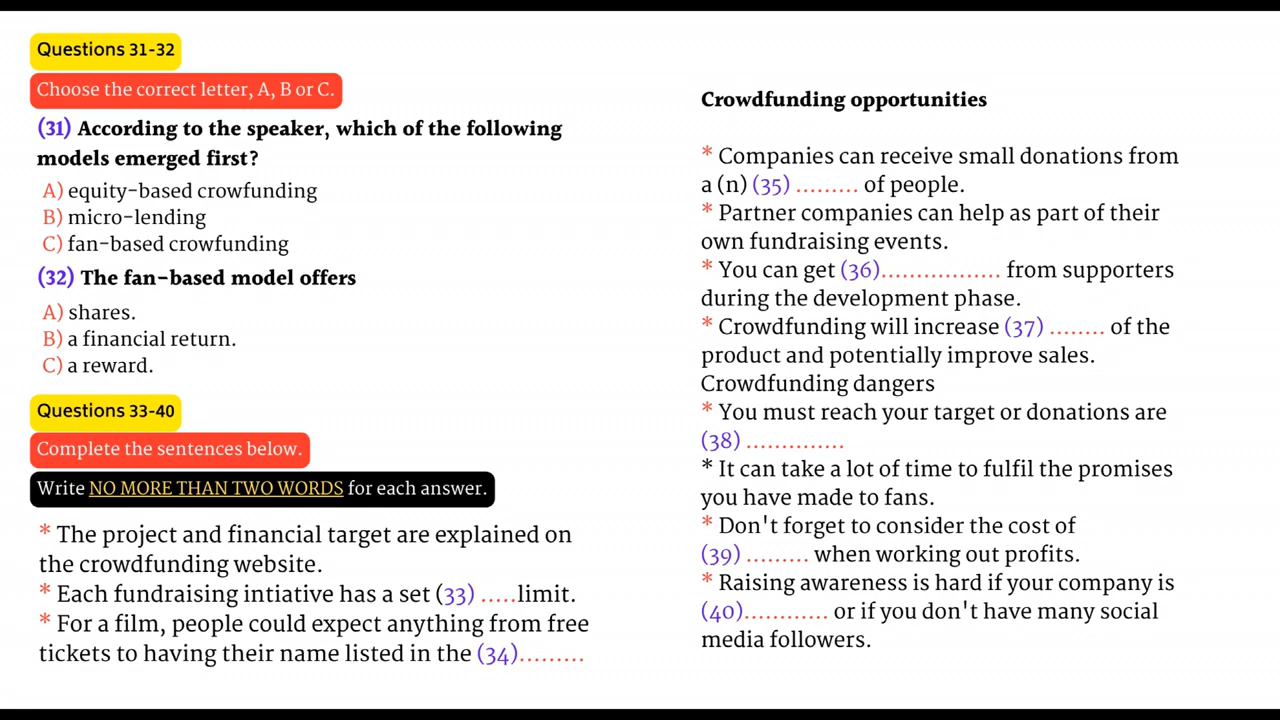 Questions 31-32
Choose the correct letter, A, B or C.
(31) According to the speaker, which of the following
models emerged first?
A) equity-based crowfunding
B) micro-lending
C) fan-based crowfunding
(32) The fan-based model offers
A) shares.
B) a financial return.
C) a reward.
Questions 33-40
Complete the sentences below.
Write NO MORE THAN TWO WORDS for each answer.
* The project and financial target are explained on
the crowdfunding website.
* Each fundraising intiative has a set (33) .....limit.
* For a film, people could expect anything from free
tickets to having their name listed in the (34).........
Crowdfunding opportunities
* Companies can receive small donations from
a (n) (35) ......... of people.
* Partner companies can help as part of their
own fundraising events.
* You can get (36)................. from supporters
during the development phase.
* Crowdfunding will increase (37) ........ of the
product and potentially improve sales.
Crowdfunding dangers
* You must reach your target or donations are
(38) ..............
* It can take a lot of time to fulfil the promises
you have made to fans.
* Don't forget to consider the cost of
(39) ......... when working out profits.
* Raising awareness is hard if your company is
(40)............ or if you don't have many social
media followers.